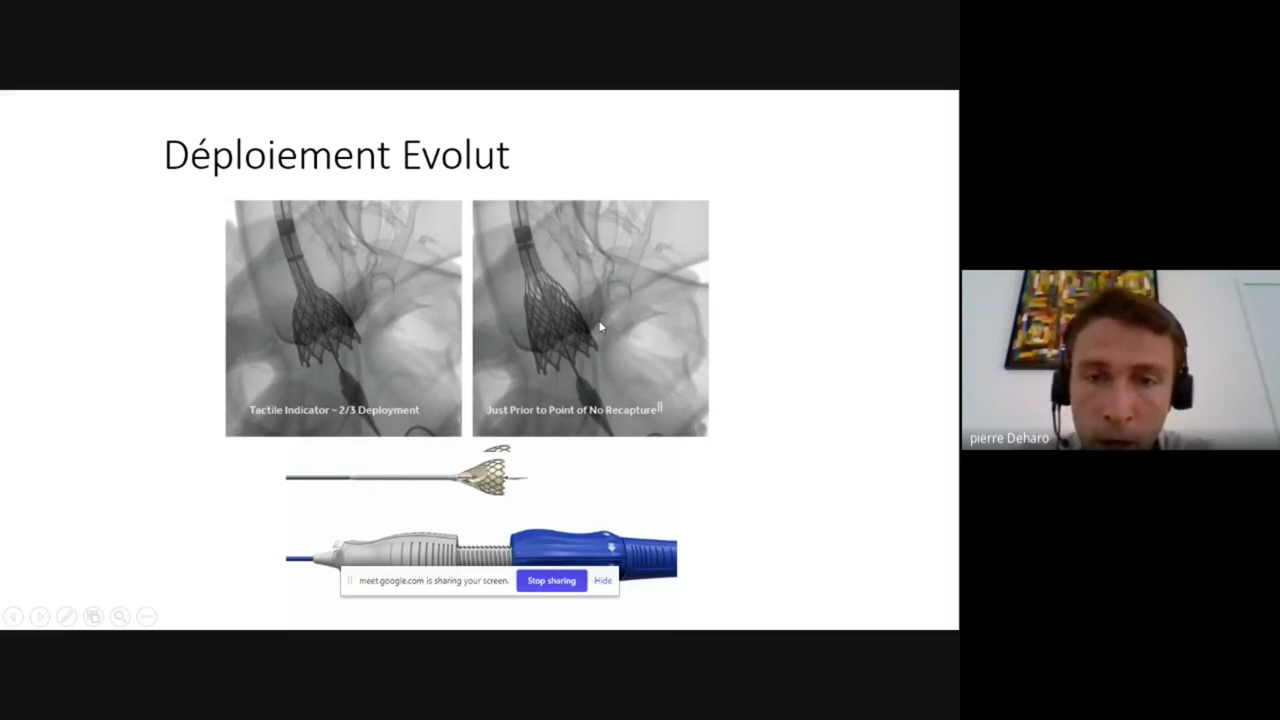 Déploiement Evolut
Tactile Indicator ~ 2/3 Deployment
Just Prior to Point of No Recapture
meet.google.com is sharing your screen.
Stop sharing
Hide
pierre Deharo